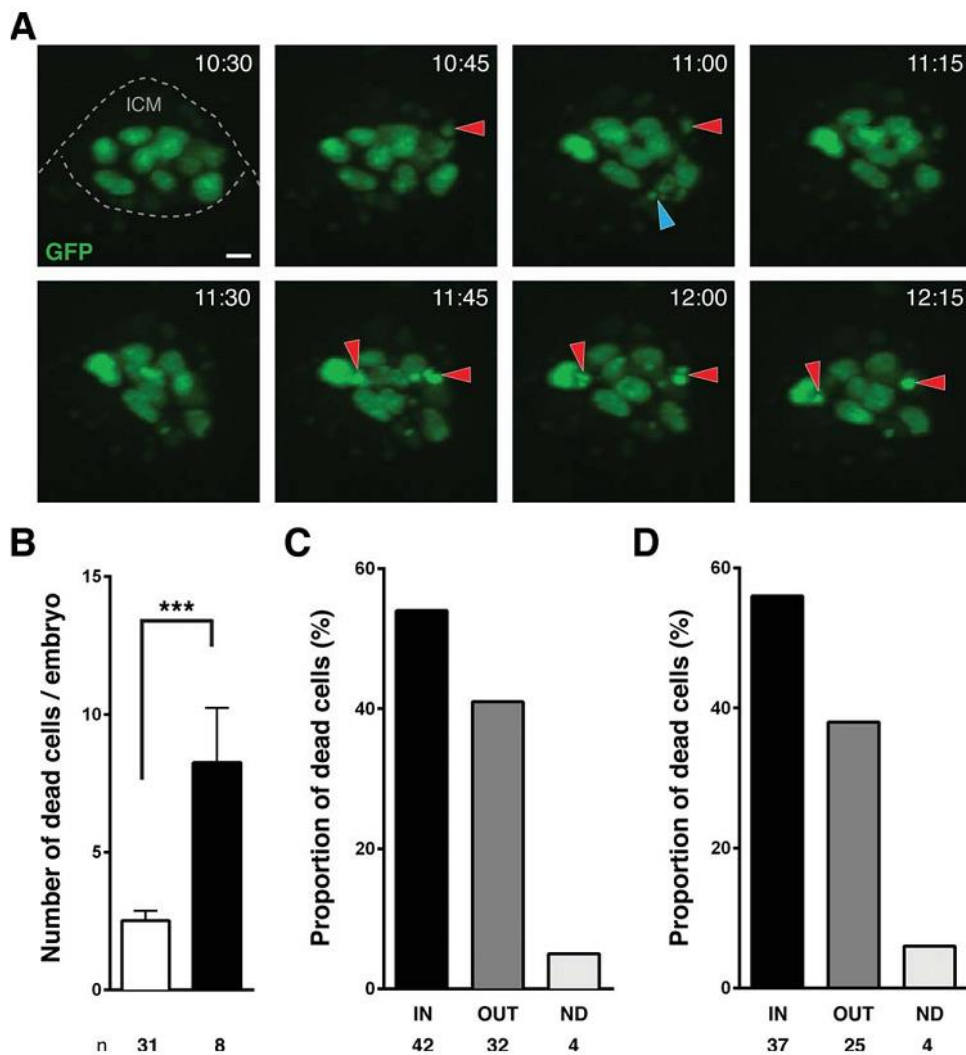 A
10:30
ICM
GFP
10:45
11:00
11:15
11:30
11:45
12:00
12:15
B
Number of dead cells / embryo
15
10
5
0
***
n 31 8
C
Proportion of dead cells (%)
60
40
20
0
IN OUT ND
42 32 4
D
Proportion of dead cells (%)
60
40
20
0
IN OUT ND
37 25 4